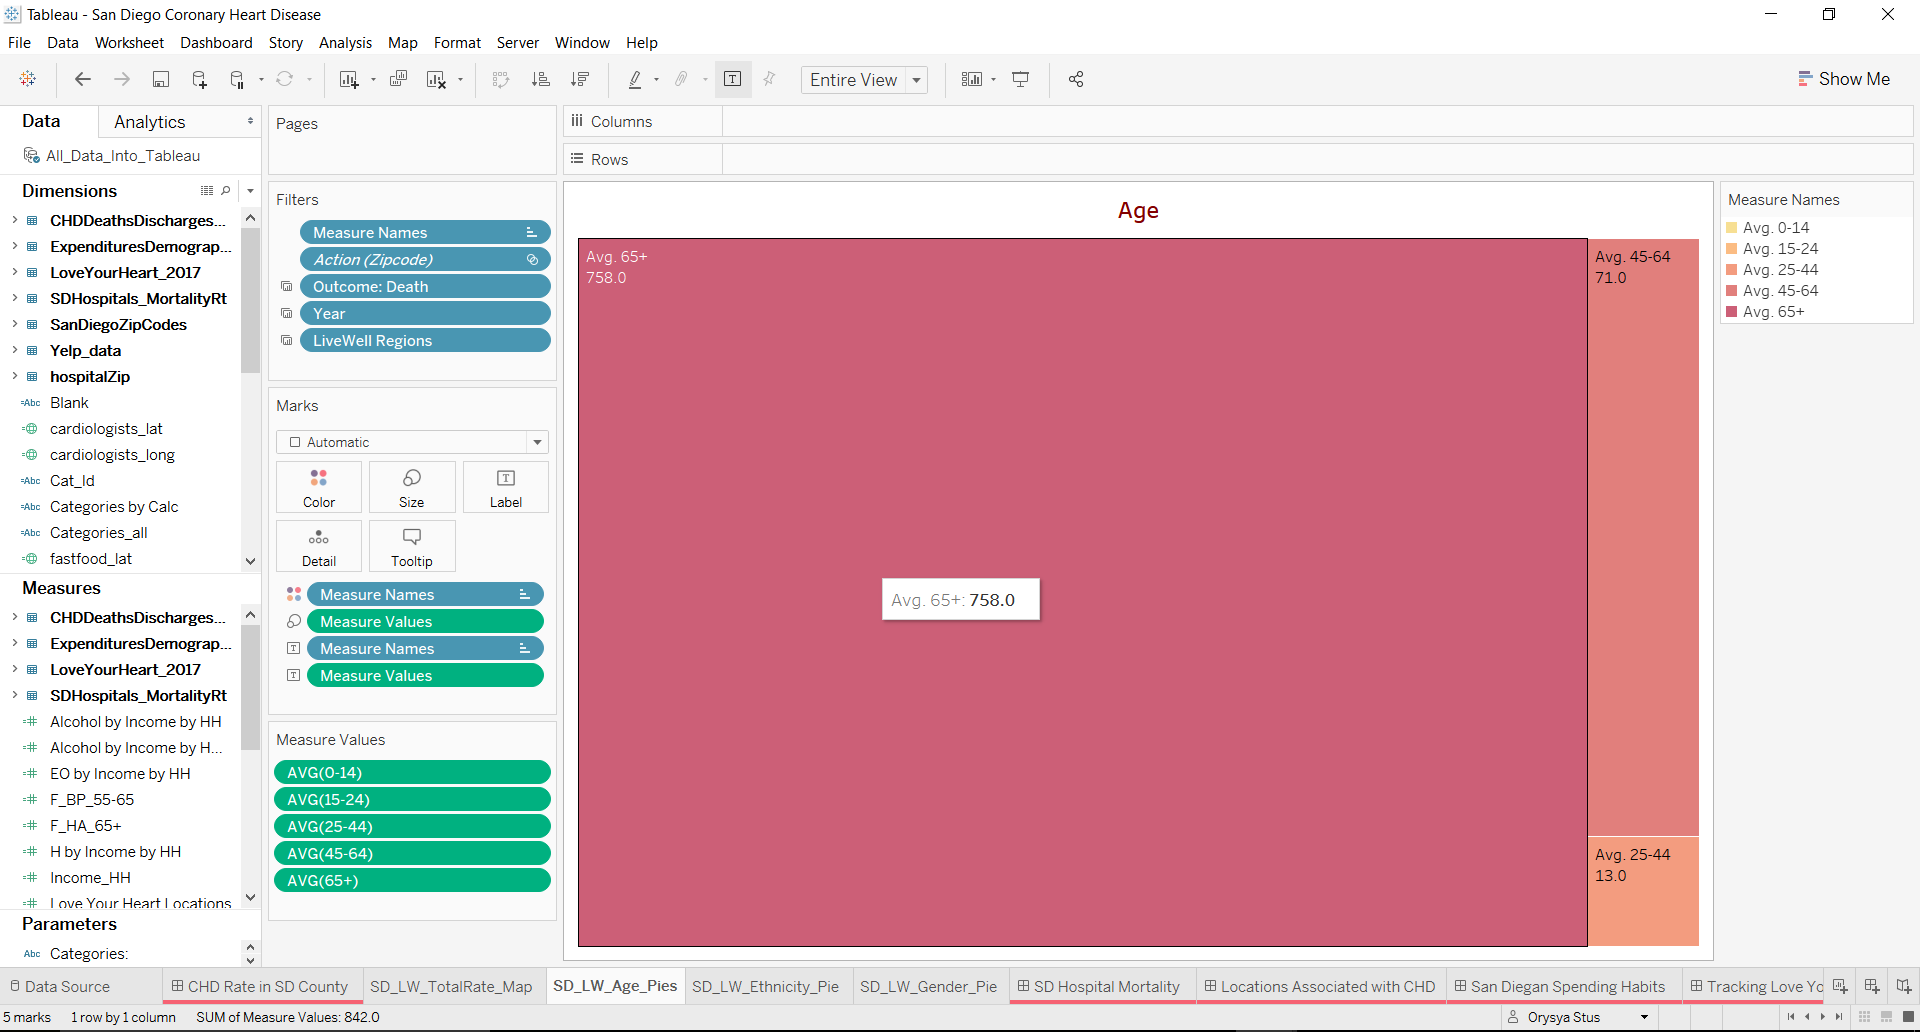 Tableau - San Diego Coronary Heart Disease
File Data Worksheet Dashboard Story Analysis Map Format Server Window Help
Entire View
Show Me
Data Analytics
All_Data_Into_Tableau
Dimensions
CHDDeathsDischarges...
ExpendituresDemograp...
LoveYourHeart_2017
SDHospitals_MortalityRt
SanDiegoZipCodes
Yelp_data
hospitalZip
=Abc Blank
cardiologists_lat
cardiologists_long
=Abc Cat_Id
=Abc Categories by Calc
=Abc Categories_all
fastfood_lat
Measures
CHDDeathsDischarges...
ExpendituresDemograp...
LoveYourHeart_2017
SDHospitals_MortalityRt
=# Alcohol by Income by HH
=# Alcohol by Income by H...
=# EO by Income by HH
=# F_BP_55-65
=# F_HA_65+
=# H by Income by HH
=# Income_HH
=# Love Your Heart Locations
Parameters
Abc Categories:
Pages
Filters
Measure Names
Action (Zipcode)
Outcome: Death
Year
LiveWell Regions
Marks
Automatic
Color Size Label
Detail Tooltip
Measure Names
Measure Values
Measure Names
Measure Values
Measure Values
AVG(0-14)
AVG(15-24)
AVG(25-44)
AVG(45-64)
AVG(65+)
Columns
Rows
Age
Avg. 65+
758.0
Avg. 65+: 758.0
Avg. 45-64
71.0
Avg. 25-44
13.0
Measure Names
Avg. 0-14
Avg. 15-24
Avg. 25-44
Avg. 45-64
Avg. 65+
Data Source CHD Rate in SD County SD_LW_TotalRate_Map SD_LW_Age_Pies SD_LW_Ethnicity_Pie SD_LW_Gender_Pie SD Hospital Mortality Locations Associated with CHD San Diegan Spending Habits Tracking Love Yo
5 marks 1 row by 1 column SUM of Measure Values: 842.0 Orysya Stus